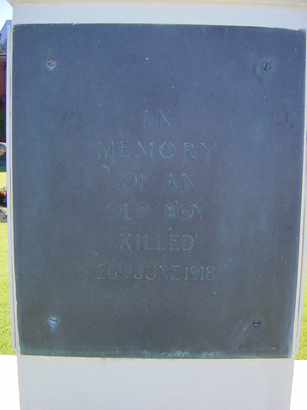 IN
MEMORY
OF AN
OLD BOY
KILLED
26TH JUNE 1918